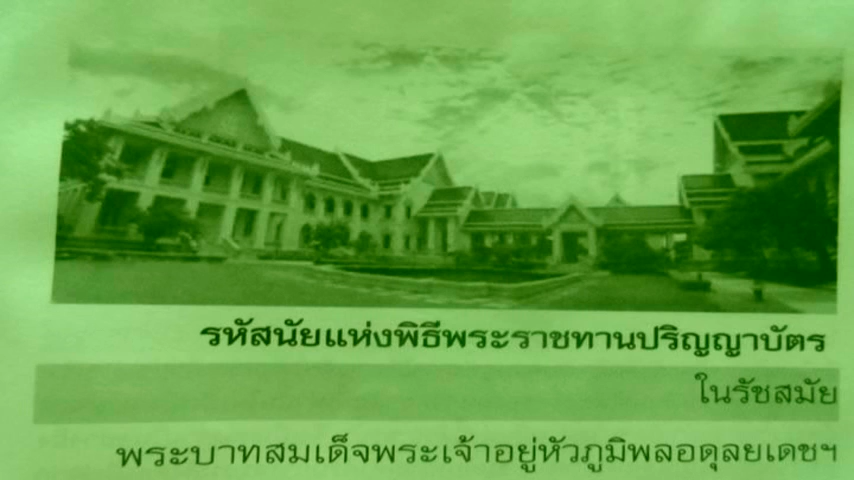 รหัสนัยแห่งพิธีพระราชทานปริญญาบัตร
ในรัชสมัย
พระบาทสมเด็จพระเจ้าอยู่หัวภูมิพลอดุลยเดชฯ